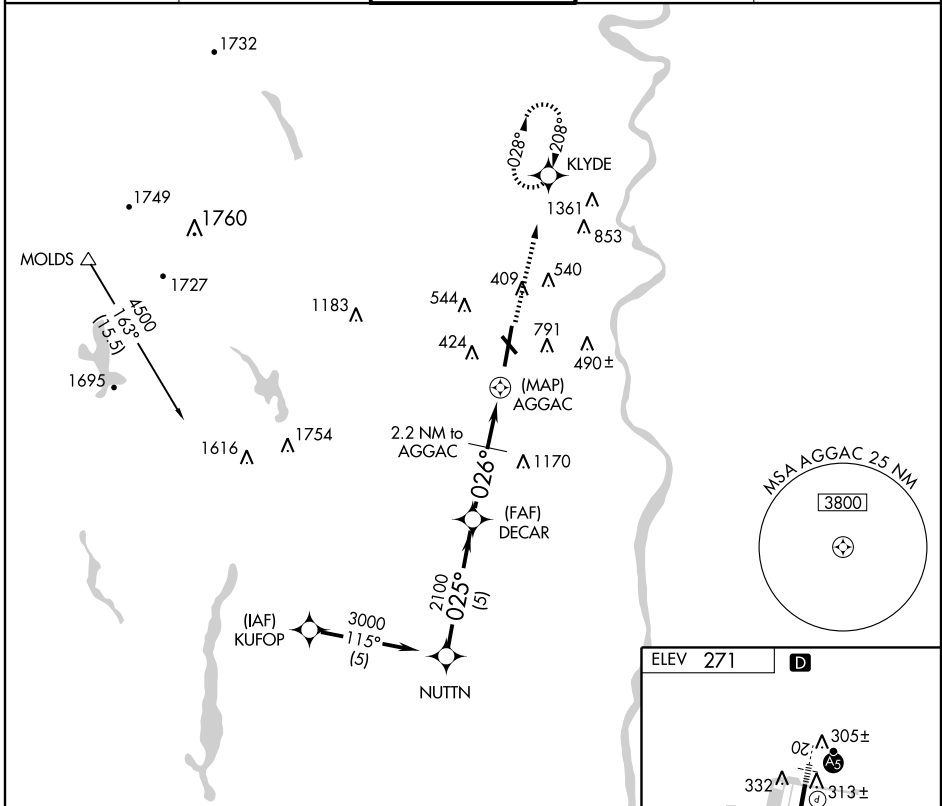 1732
028°
208°
KLYDE
1749
1760
1361
853
MOLDS
1727
409
540
4500
163°
(15.5)
1183
544
424
791
490±
1695
(MAP)
AGGAC
2.2 NM to
AGGAC
1616
1754
026°
1170
MSA AGGAC 25 NM
3800
(FAF)
DECAR
2100
025°
(5)
(IAF)
KUFOP
3000
115°
(5)
NUTTN
ELEV 271
D
20
305±
A5
332
313±
P